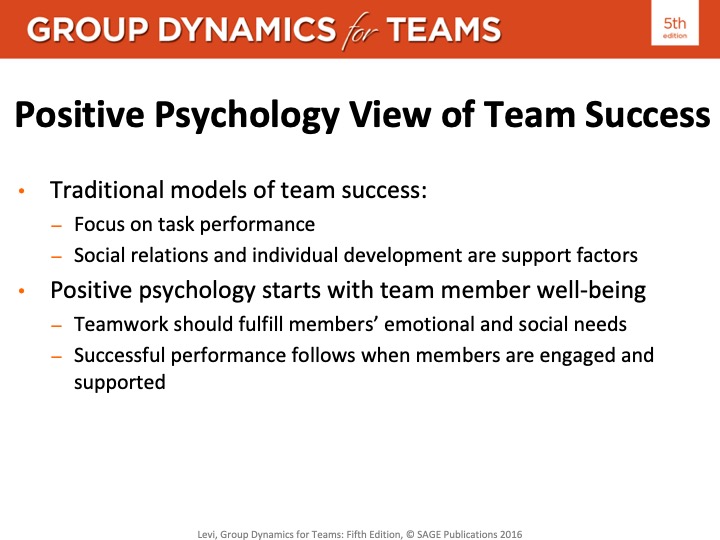 GROUP DYNAMICS for TEAMS
5th
edition
Positive Psychology View of Team Success
• Traditional models of team success:
– Focus on task performance
– Social relations and individual development are support factors
• Positive psychology starts with team member well-being
– Teamwork should fulfill members’ emotional and social needs
– Successful performance follows when members are engaged and
supported
Levi, Group Dynamics for Teams: Fifth Edition, © SAGE Publications 2016